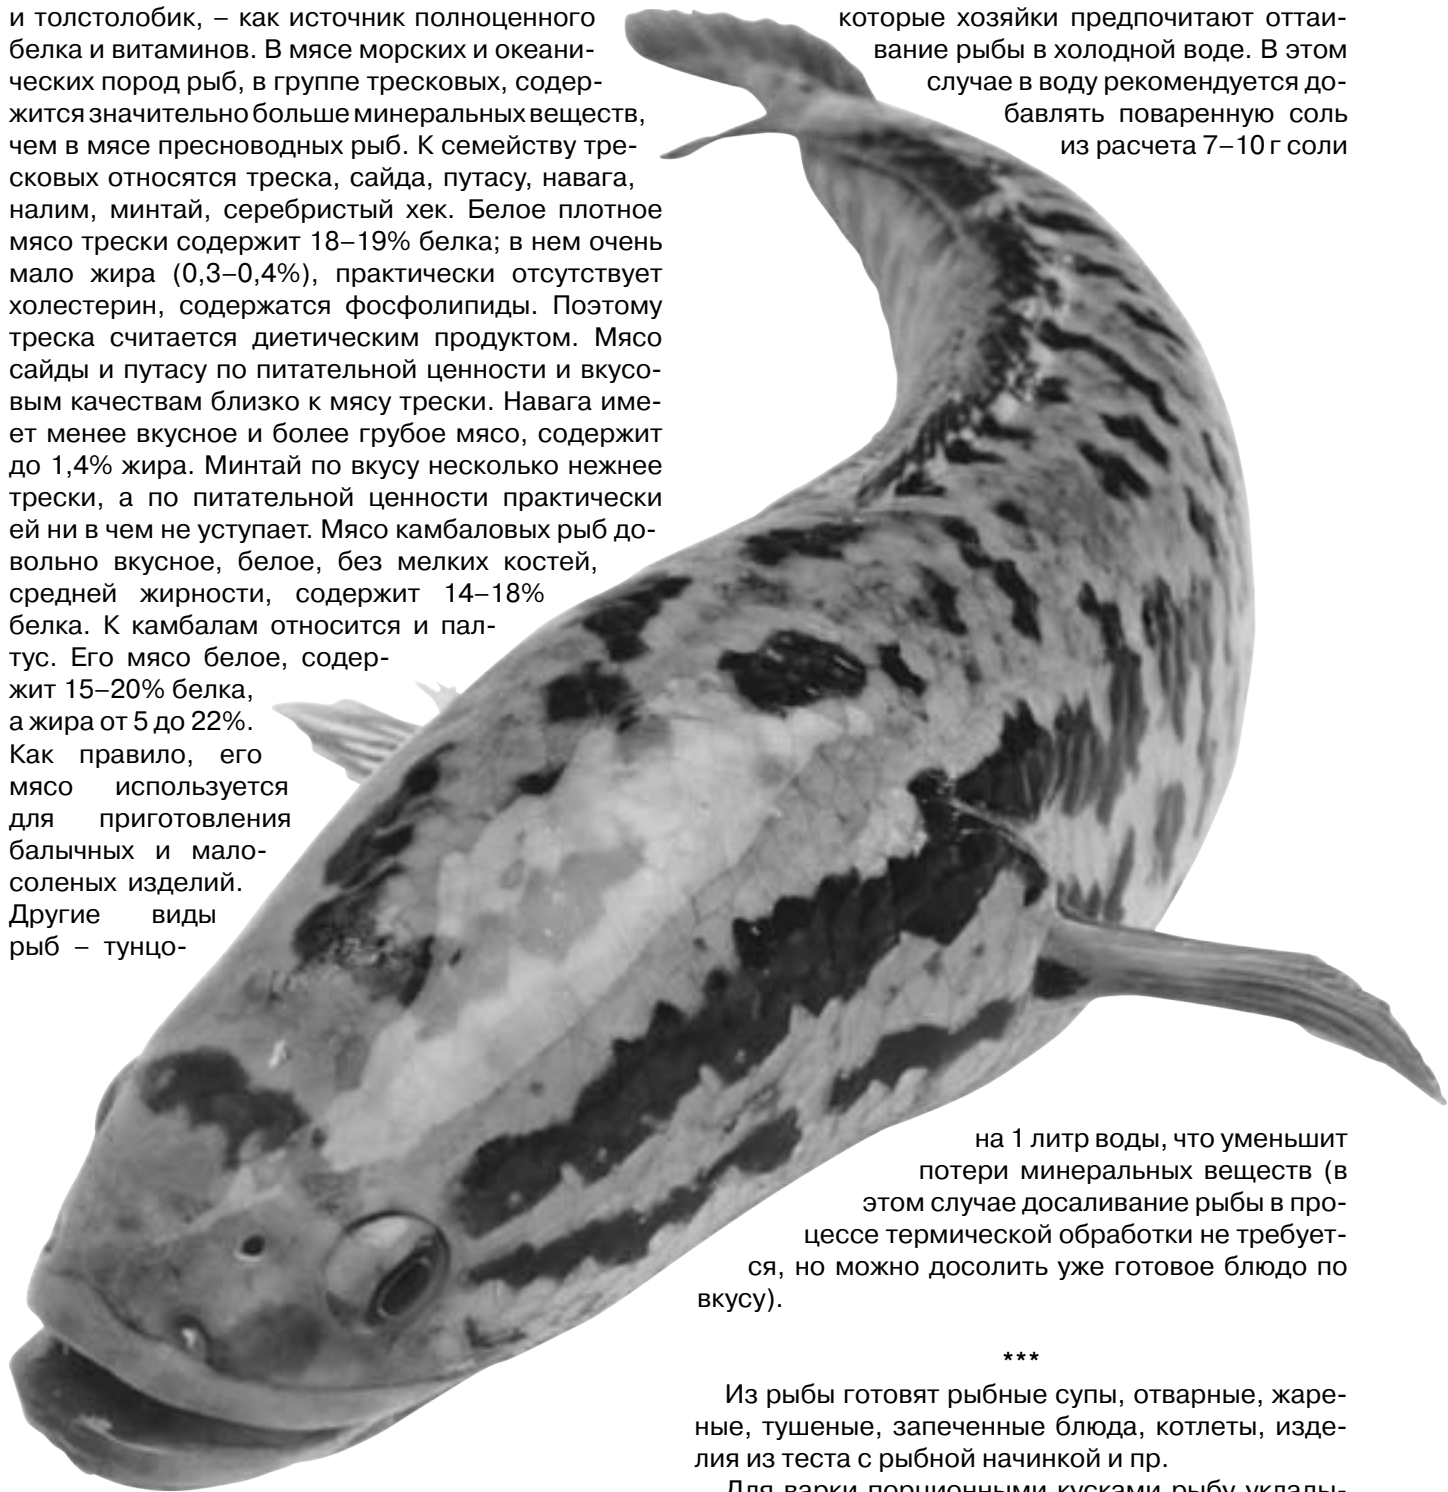 и толстолобик, – как источник полноценного
белка и витаминов. В мясе морских и океани-
ческих пород рыб, в группе тресковых, содер-
жится значительно больше минеральных веществ,
чем в мясе пресноводных рыб. К семейству тре-
сковых относятся треска, сайда, путасу, навага,
налим, минтай, серебристый хек. Белое плотное
мясо трески содержит 18–19% белка; в нем очень
мало жира (0,3–0,4%), практически отсутствует
холестерин, содержатся фосфолипиды. Поэтому
треска считается диетическим продуктом. Мясо
сайды и путасу по питательной ценности и вкусо-
вым качествам близко к мясу трески. Навага име-
ет менее вкусное и более грубое мясо, содержит
до 1,4% жира. Минтай по вкусу несколько нежнее
трески, а по питательной ценности практически
ей ни в чем не уступает. Мясо камбаловых рыб до-
вольно вкусное, белое, без мелких костей,
средней жирности, содержит 14–18%
белка. К камбалам относится и пал-
тус. Его мясо белое, содер-
жит 15–20% белка,
а жира от 5 до 22%.
Как правило, его
мясо используется
для приготовления
балычных и мало-
соленых изделий.
Другие виды
рыб – тунцо-
которые хозяйки предпочитают оттаи-
вание рыбы в холодной воде. В этом
случае в воду рекомендуется до-
бавлять поваренную соль
из расчета 7–10 г соли
на 1 литр воды, что уменьшит
потери минеральных веществ (в
этом случае досаливание рыбы в про-
цессе термической обработки не требует-
ся, но можно досолить уже готовое блюдо по
вкусу).
***
Из рыбы готовят рыбные супы, отварные, жаре-
ные, тушеные, запеченные блюда, котлеты, изде-
лия из теста с рыбной начинкой и пр.
Для варки порционными кусками рыбу уклады-